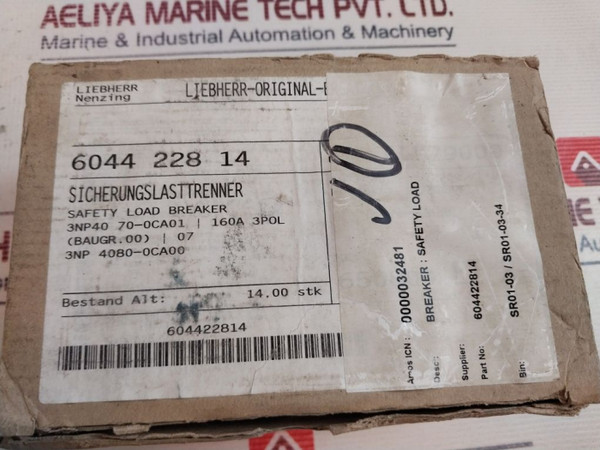 AELIYA MARINE TECH PVT. LTD.
Marine & Industrial Automation & Machinery
LIEBHERR
Nenzing
LIEBHERR-ORIGINAL-
6044 228 14
SICHERUNGSLASTTRENNER
SAFETY LOAD BREAKER
3NP40 70-0CA01 | 160A 3POL
(BAUGR.00) | 07
3NP 4080-0CA00
Bestand Alt: 14.00 stk
604422814
Amos ICN : 0000032481
Desc: BREAKER : SAFETY LOAD
Supplier:
Part No: 604422814
Bin: SR01-03 / SR01-03-34